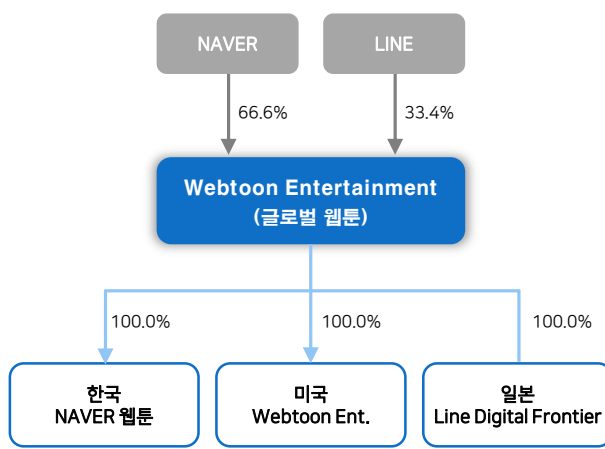 NAVER
LINE
66.6%
33.4%
Webtoon Entertainment
(글로벌 웹툰)
100.0%
100.0%
100.0%
한국
NAVER 웹툰
미국
Webtoon Ent.
일본
Line Digital Frontier